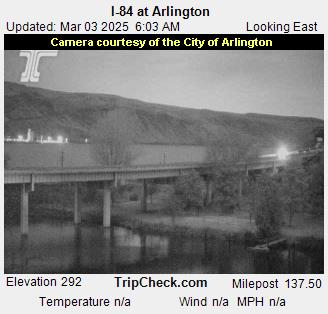 I-84 at Arlington
Updated: Mar 03 2025 6:03 AM Looking East
Camera courtesy of the City of Arlington
Elevation 292 TripCheck.com Milepost 137.50
Temperature n/a Wind n/a MPH n/a